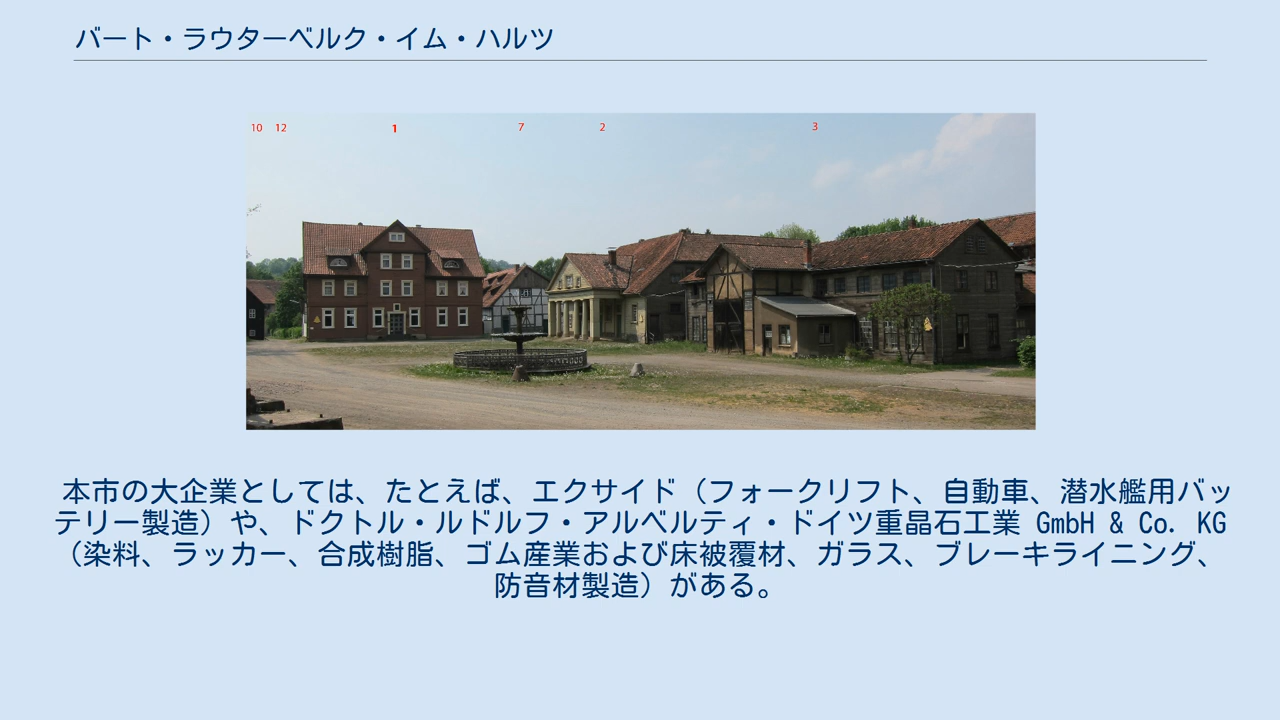 バート・ラウターベルク・イム・ハルツ
10 12 1 7 2 3
本市の大企業としては、たとえば、エクサイド（フォークリフト、自動車、潜水艦用バッ
テリー製造）や、ドクトル・ルドルフ・アルベルティ・ドイツ重晶石工業 GmbH & Co. KG
（染料、ラッカー、合成樹脂、ゴム産業および床被覆材、ガラス、ブレーキライニング、
防音材製造）がある。